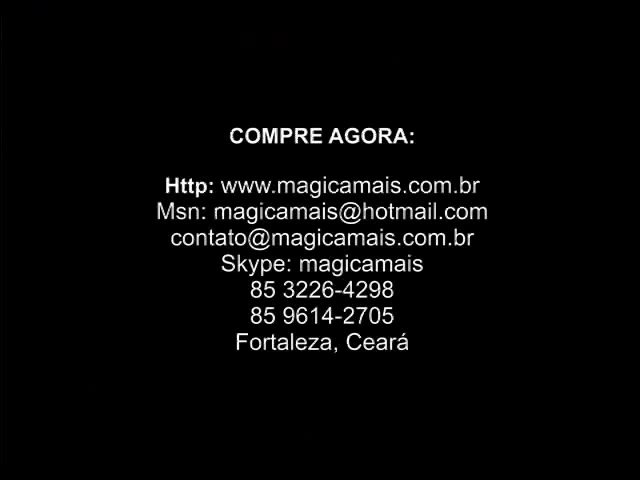 COMPRE AGORA:
Http: www.magicamais.com.br
Msn: magicamais@hotmail.com
contato@magicamais.com.br
Skype: magicamais
85 3226-4298
85 9614-2705
Fortaleza, Ceará